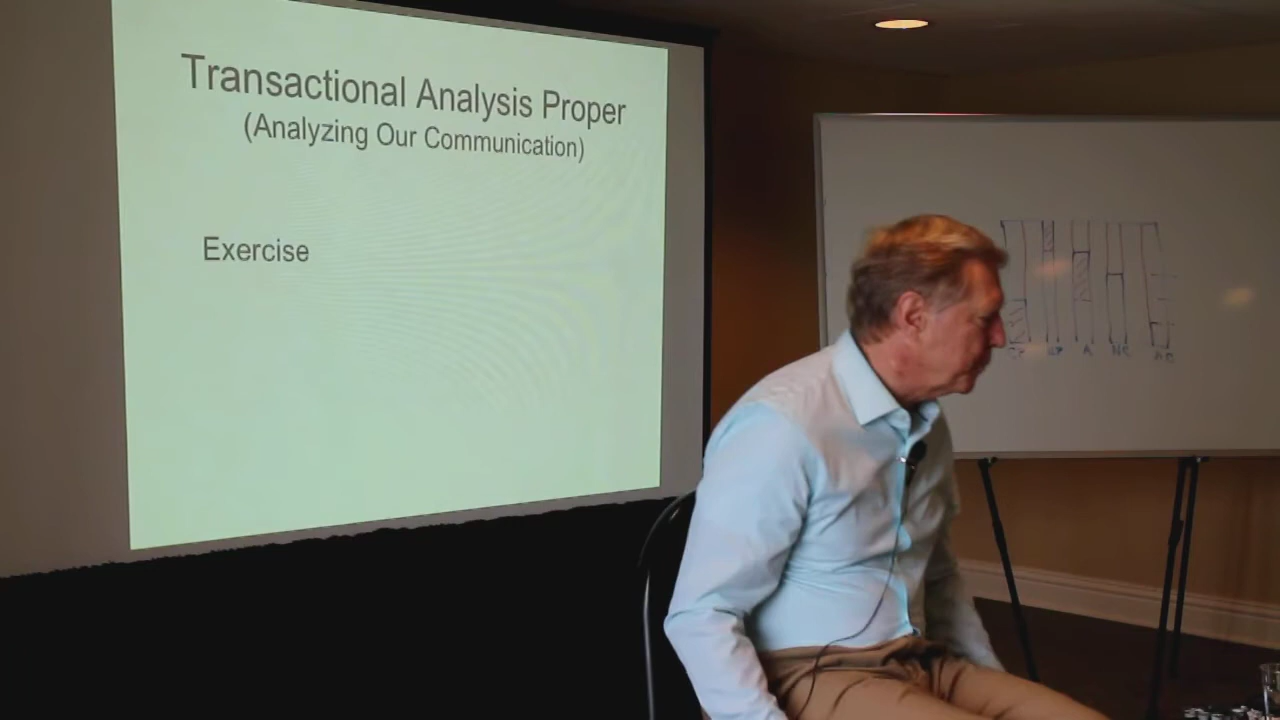 Transactional Analysis Proper
(Analyzing Our Communication)
Exercise